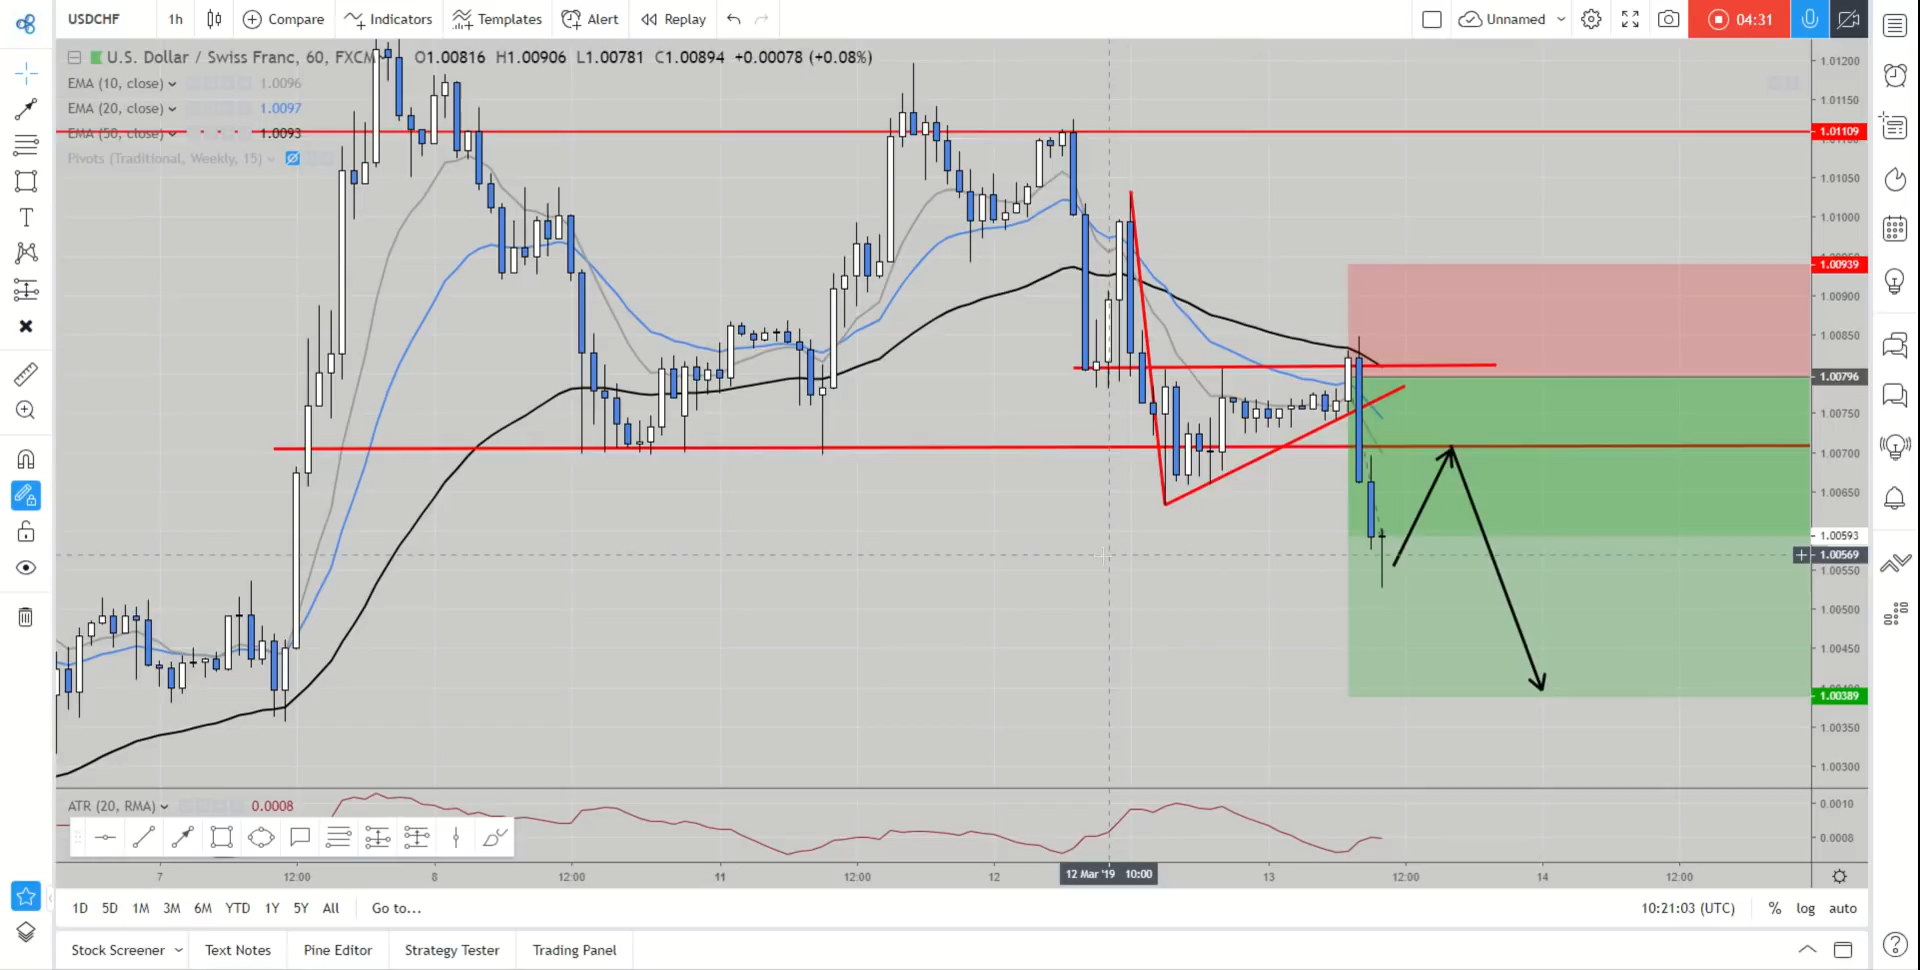 USDCHF 1h Compare Indicators Templates Alert Replay Unnamed 04:31
U.S. Dollar / Swiss Franc, 60, FXCM O1.00816 H1.00906 L1.00781 C1.00894 +0.00078 (+0.08%)
EMA (10, close) 1.0096
EMA (20, close) 1.0097
EMA (50, close) 1.0093
Pivots (Traditional, Weekly, 15)
1.01200
1.01150
1.01109
1.01050
1.01000
1.00939
1.00900
1.00850
1.00796
1.00750
1.00700
1.00650
1.00593
1.00569
1.00550
1.00500
1.00450
1.00389
1.00350
1.00300
ATR (20, RMA) 0.0008
0.0010
0.0008
7 12:00 8 12:00 11 12:00 12 12 Mar '19 10:00 13 12:00 14 12:00
1D 5D 1M 3M 6M YTD 1Y 5Y All Go to... 10:21:03 (UTC) % log auto
Stock Screener Text Notes Pine Editor Strategy Tester Trading Panel